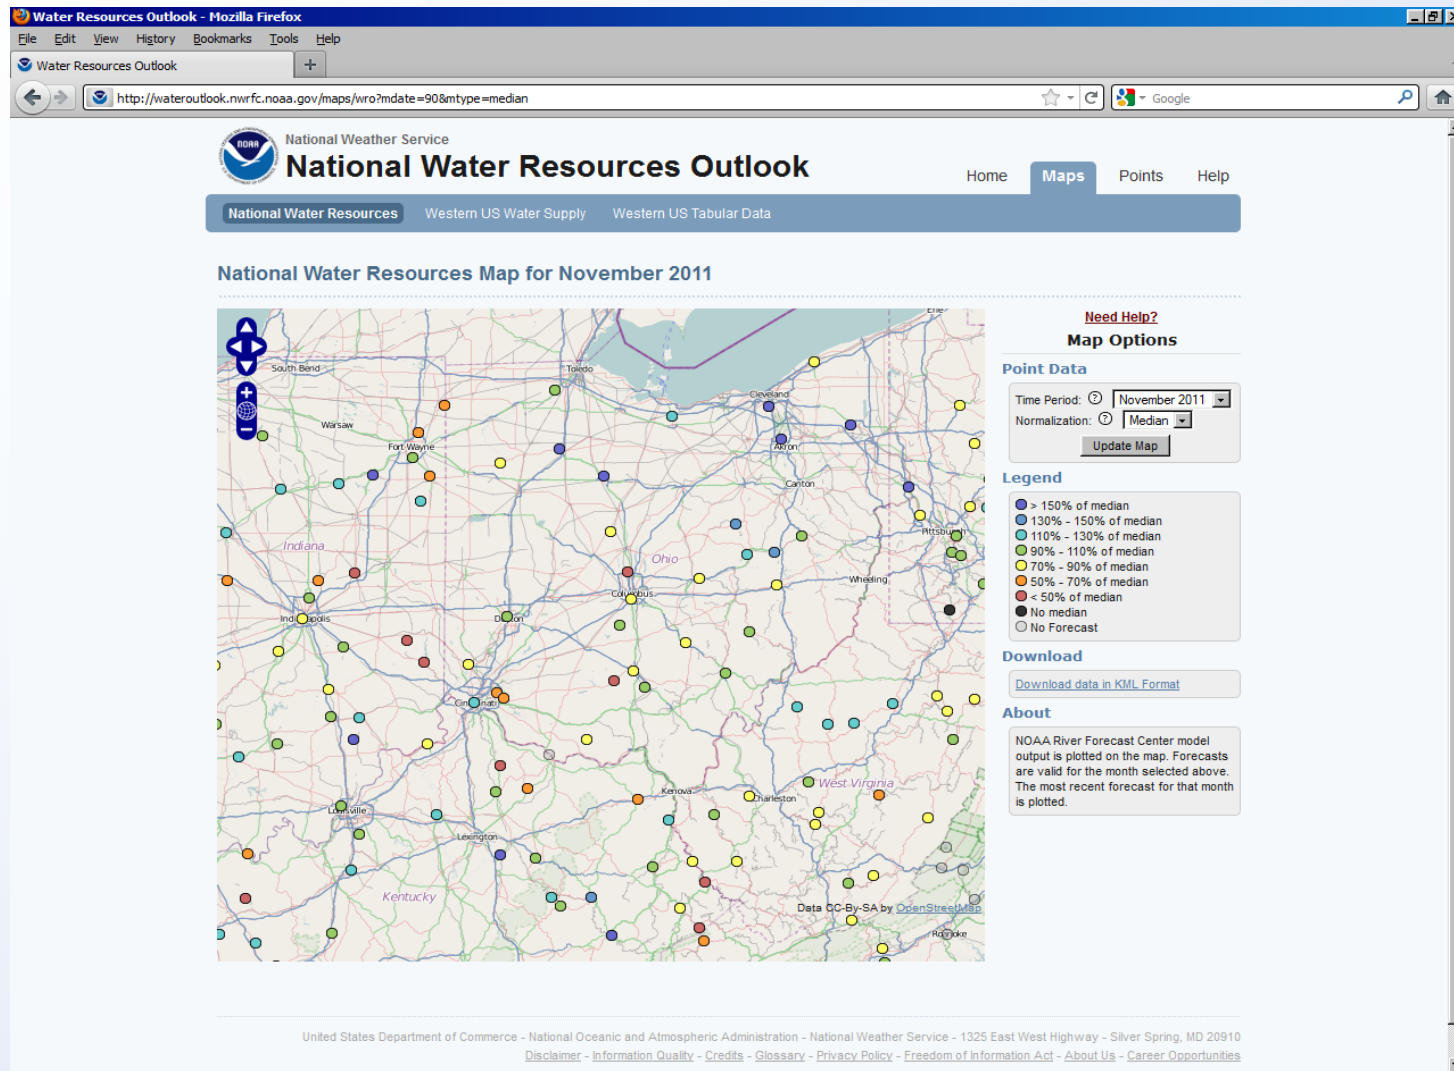 Water Resources Outlook - Mozilla Firefox
File Edit View History Bookmarks Tools Help
Water Resources Outlook
http://wateroutlook.nwrfc.noaa.gov/maps/wro?mdate=90&mtype=median
Google
NOAA
National Weather Service
National Water Resources Outlook
Home Maps Points Help
National Water Resources Western US Water Supply Western US Tabular Data
National Water Resources Map for November 2011
Erie
South Bend
Toledo
Cleveland
Warsaw
Fort Wayne
Akron
Canton
Pittsburgh
Indiana
Ohio
Wheeling
Columbus
Indianapolis
Dayton
Cincinnati
Kenova
West Virginia
Charleston
Louisville
Lexington
Kentucky
Data CC-By-SA by OpenStreetMap
Roanoke
Need Help?
Map Options
Point Data
Time Period: ? November 2011
Normalization: ? Median
Update Map
Legend
> 150% of median
130% - 150% of median
110% - 130% of median
90% - 110% of median
70% - 90% of median
50% - 70% of median
< 50% of median
No median
No Forecast
Download
Download data in KML Format
About
NOAA River Forecast Center model
output is plotted on the map. Forecasts
are valid for the month selected above.
The most recent forecast for that month
is plotted.
United States Department of Commerce - National Oceanic and Atmospheric Administration - National Weather Service - 1325 East West Highway - Silver Spring, MD 20910
Disclaimer - Information Quality - Credits - Glossary - Privacy Policy - Freedom of Information Act - About Us - Career Opportunities